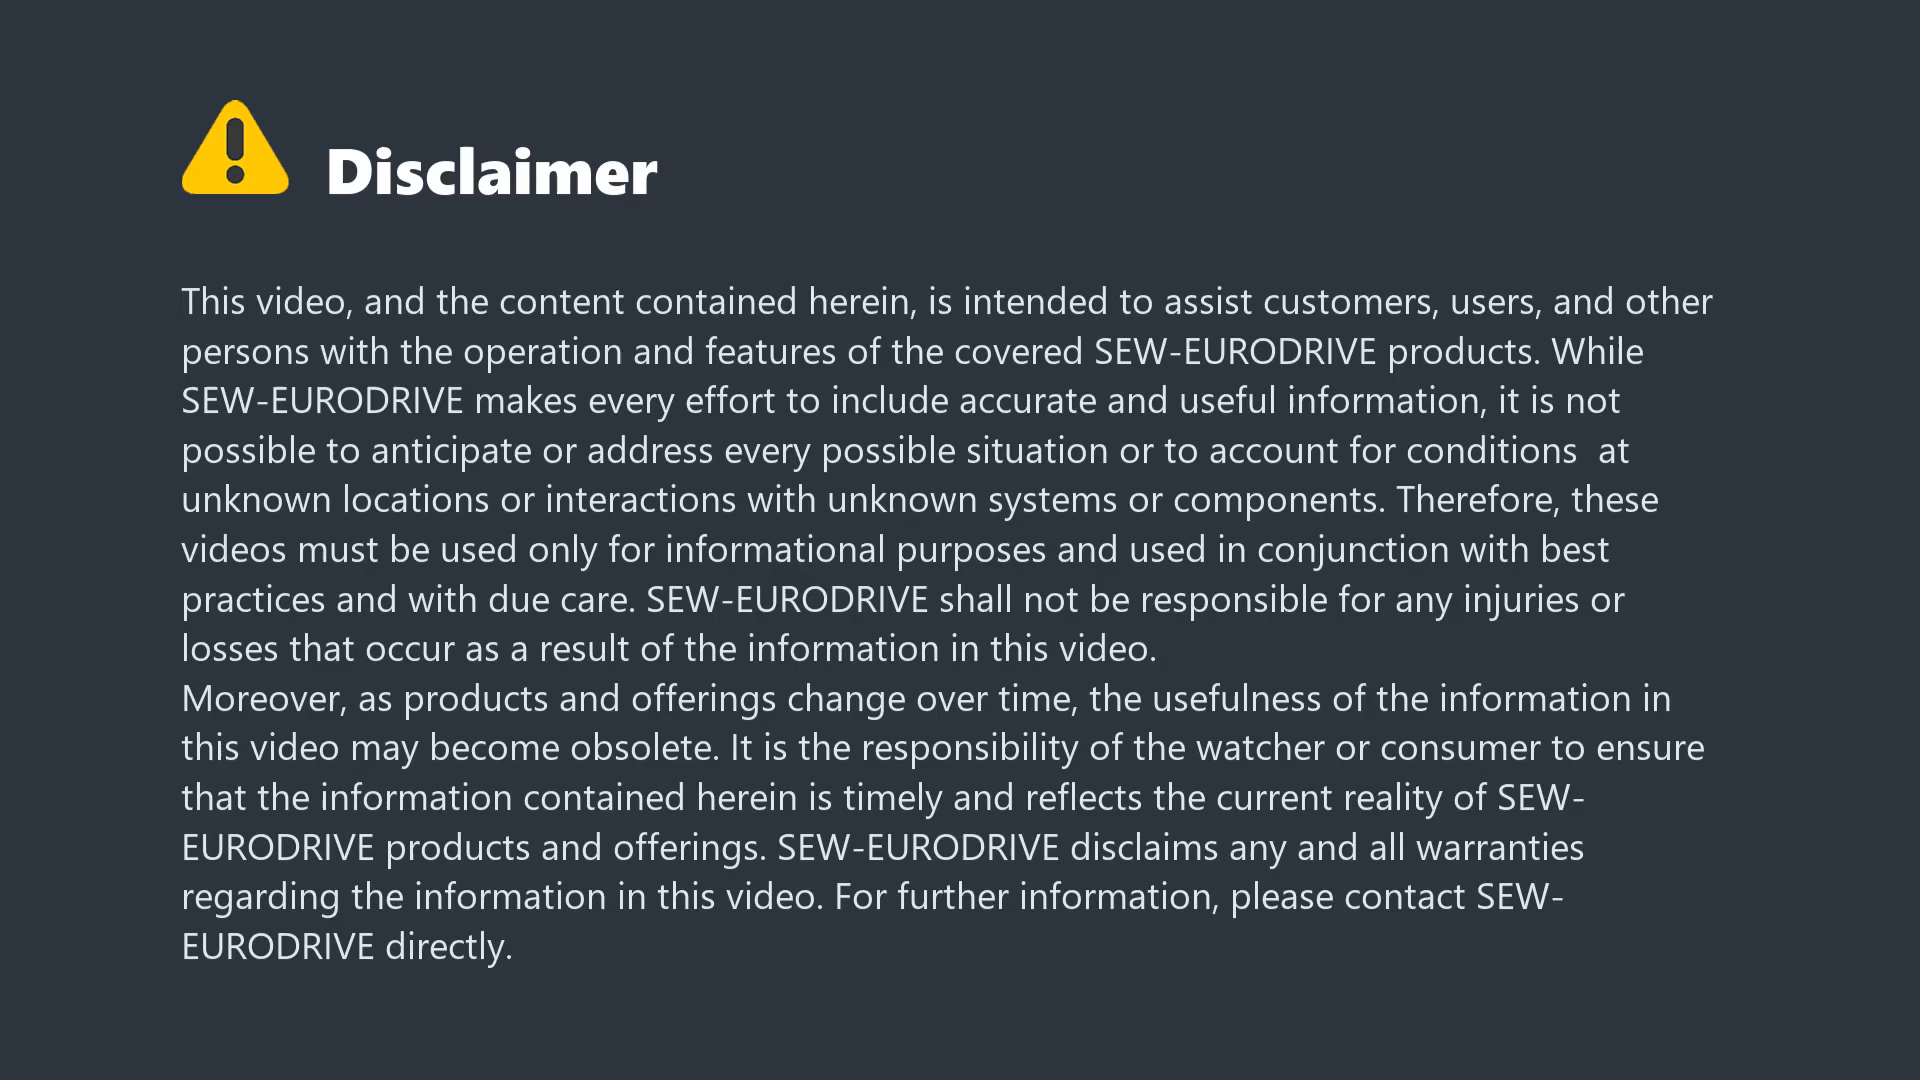 Disclaimer
This video, and the content contained herein, is intended to assist customers, users, and other
persons with the operation and features of the covered SEW-EURODRIVE products. While
SEW-EURODRIVE makes every effort to include accurate and useful information, it is not
possible to anticipate or address every possible situation or to account for conditions  at
unknown locations or interactions with unknown systems or components. Therefore, these
videos must be used only for informational purposes and used in conjunction with best
practices and with due care. SEW-EURODRIVE shall not be responsible for any injuries or
losses that occur as a result of the information in this video.
Moreover, as products and offerings change over time, the usefulness of the information in
this video may become obsolete. It is the responsibility of the watcher or consumer to ensure
that the information contained herein is timely and reflects the current reality of SEW-
EURODRIVE products and offerings. SEW-EURODRIVE disclaims any and all warranties
regarding the information in this video. For further information, please contact SEW-
EURODRIVE directly.